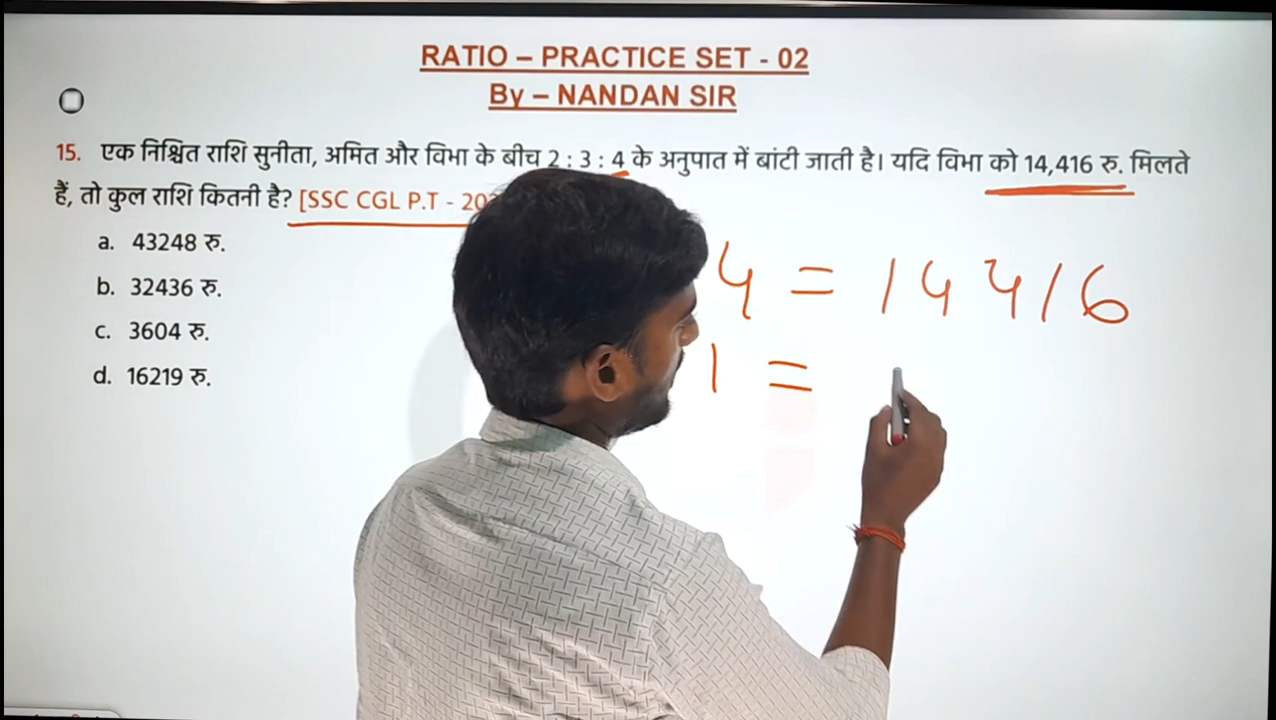 RATIO – PRACTICE SET - 02
By – NANDAN SIR
15. एक निश्चित राशि सुनीता, अमित और विभा के बीच 2 : 3 : 4 के अनुपात में बांटी जाती है। यदि विभा को 14,416 रु. मिलते
हैं, तो कुल राशि कितनी है? [SSC CGL P.T - 20
a. 43248 रु.
b. 32436 रु.
c. 3604 रु.
d. 16219 रु.
4 = 14416
1 =